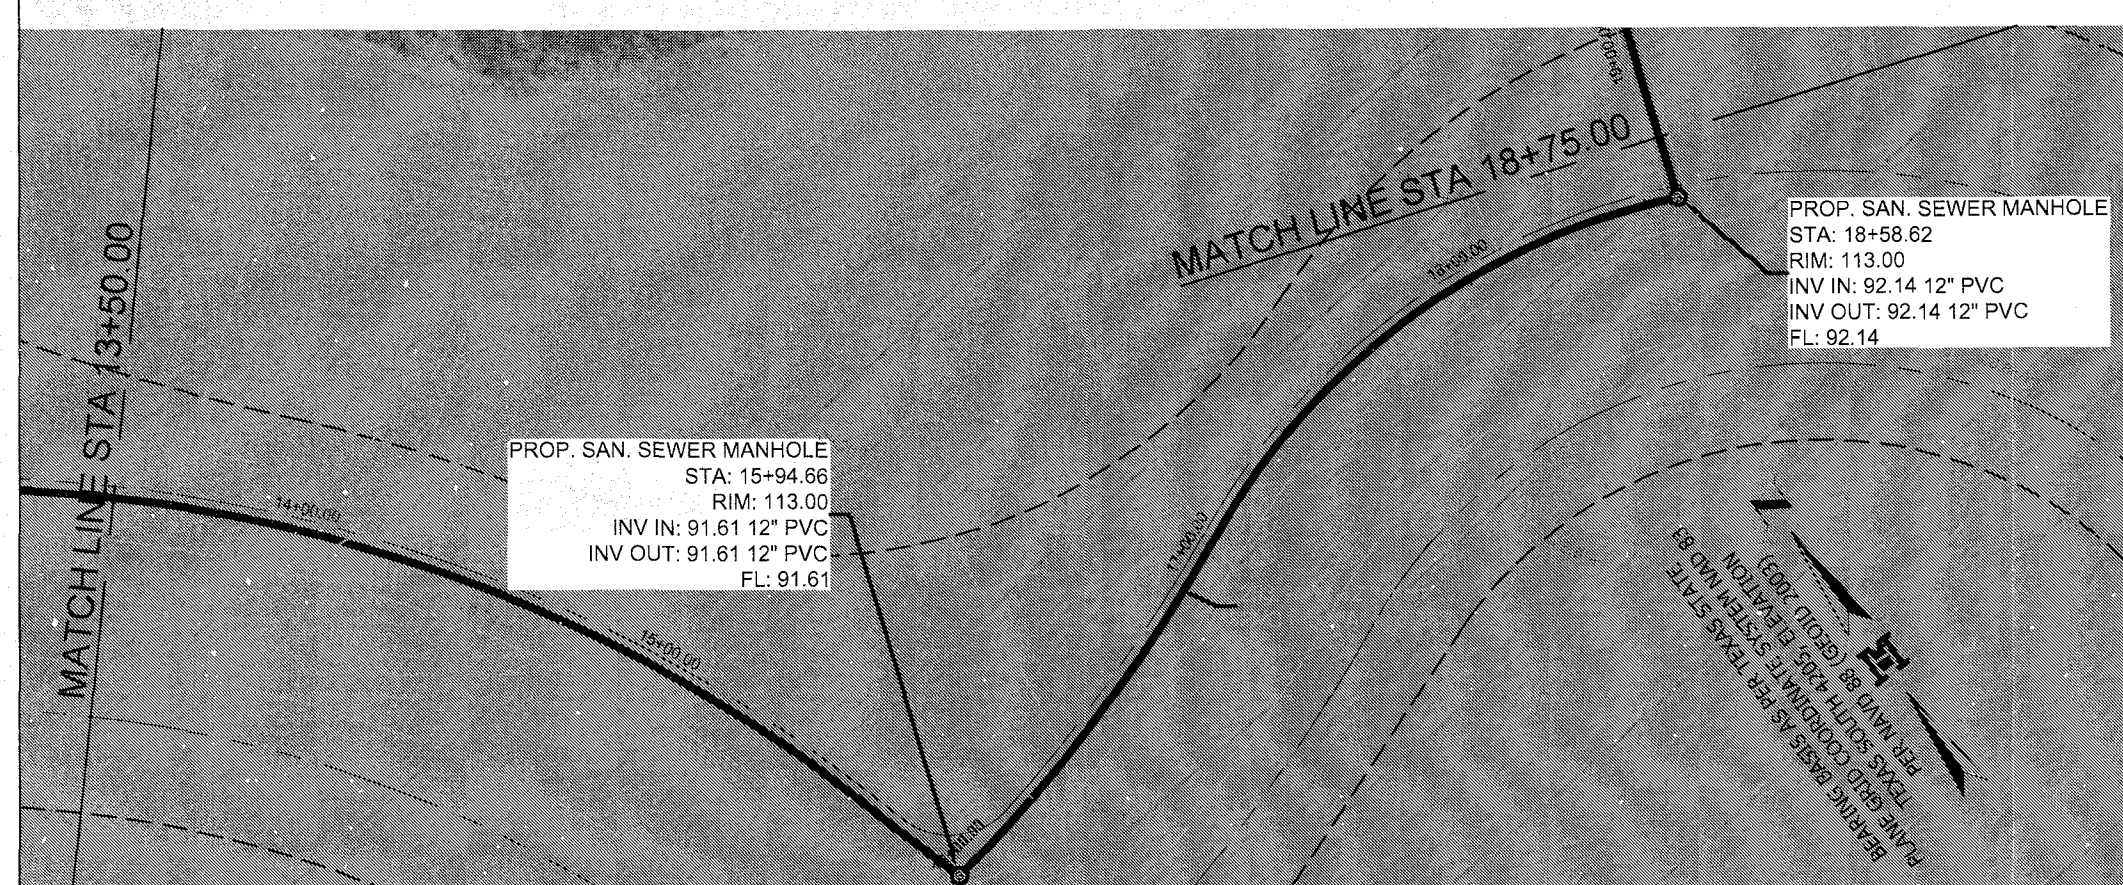 MATCH LINE STA 13+50.00
14+00.00
15+00.00
PROP. SAN. SEWER MANHOLE
STA: 15+94.66
RIM: 113.00
INV IN: 91.61 12" PVC
INV OUT: 91.61 12" PVC
FL: 91.61
17+00.00
18+00.00
MATCH LINE STA 18+75.00
19+00.00
PROP. SAN. SEWER MANHOLE
STA: 18+58.62
RIM: 113.00
INV IN: 92.14 12" PVC
INV OUT: 92.14 12" PVC
FL: 92.14
BEARING BASIS AS PER TEXAS STATE
PLANE GRID COORDINATE SYSTEM NAD 83
TEXAS SOUTH 4205, ELEVATION
PER NAVD 88 (GEOID 2003)